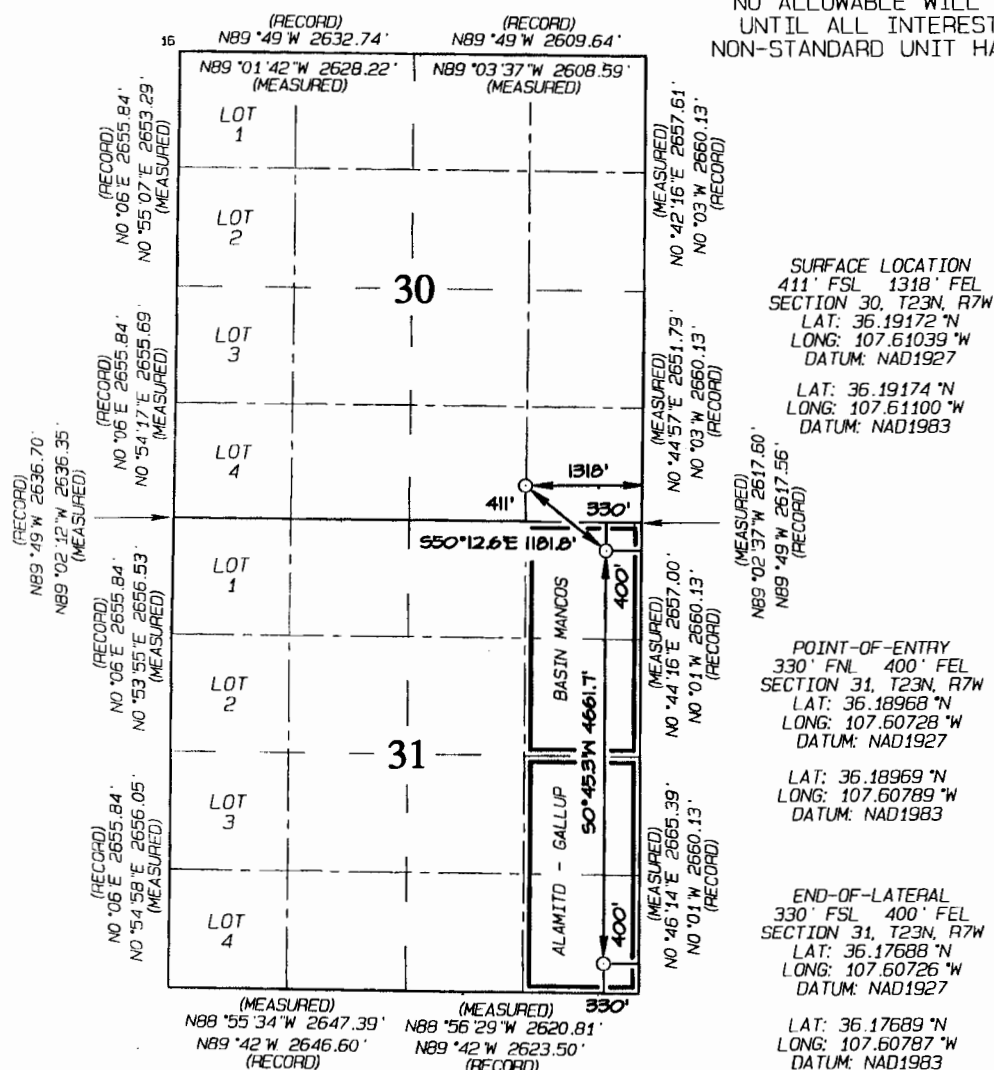 NO ALLOWABLE WILL
UNTIL ALL INTEREST
NON-STANDARD UNIT HA
(RECORD)
N89°49'W 2632.74'
(RECORD)
N89°49'W 2609.64'
16
N89°01'42"W 2628.22'
(MEASURED)
N89°03'37"W 2608.59'
(MEASURED)
(RECORD)
N0°06'E 2655.84'
N0°55'07"E 2653.29'
(MEASURED)
LOT
1
LOT
2
30
(MEASURED)
N0°42'16"E 2657.61'
N0°03'W 2660.13'
(RECORD)
(RECORD)
N0°06'E 2655.84'
N0°54'17"E 2655.69'
(MEASURED)
LOT
3
LOT
4
(MEASURED)
N0°44'57"E 2651.79'
N0°03'W 2660.13'
(RECORD)
SURFACE LOCATION
411' FSL 1318' FEL
SECTION 30, T23N, R7W
LAT: 36.19172°N
LONG: 107.61039°W
DATUM: NAD1927
LAT: 36.19174°N
LONG: 107.61100°W
DATUM: NAD1983
(RECORD)
N89°49'W 2636.70'
N89°02'12"W 2636.35'
(MEASURED)
1318'
411'
330'
S50°12.6'E 1181.8'
400'
(MEASURED)
N89°02'37"W 2617.60'
N89°49'W 2617.56'
(RECORD)
(RECORD)
N0°06'E 2655.84'
N0°53'55"E 2656.53'
(MEASURED)
LOT
1
LOT
2
31
BASIN MANCOS
S0°45.3'W 4661.7'
(MEASURED)
N0°44'16"E 2657.00'
N0°01'W 2660.13'
(RECORD)
POINT-OF-ENTRY
330' FNL 400' FEL
SECTION 31, T23N, R7W
LAT: 36.18968°N
LONG: 107.60728°W
DATUM: NAD1927
LAT: 36.18969°N
LONG: 107.60789°W
DATUM: NAD1983
(RECORD)
N0°06'E 2655.84'
N0°54'58"E 2656.05'
(MEASURED)
LOT
3
LOT
4
ALAMITO - GALLUP
400'
330'
(MEASURED)
N0°46'14"E 2665.39'
N0°01'W 2660.13'
(RECORD)
END-OF-LATERAL
330' FSL 400' FEL
SECTION 31, T23N, R7W
LAT: 36.17688°N
LONG: 107.60726°W
DATUM: NAD1927
LAT: 36.17689°N
LONG: 107.60787°W
DATUM: NAD1983
(MEASURED)
N88°55'34"W 2647.39'
N89°42'W 2646.60'
(RECORD)
(MEASURED)
N88°56'29"W 2620.81'
N89°42'W 2623.50'
(RECORD)